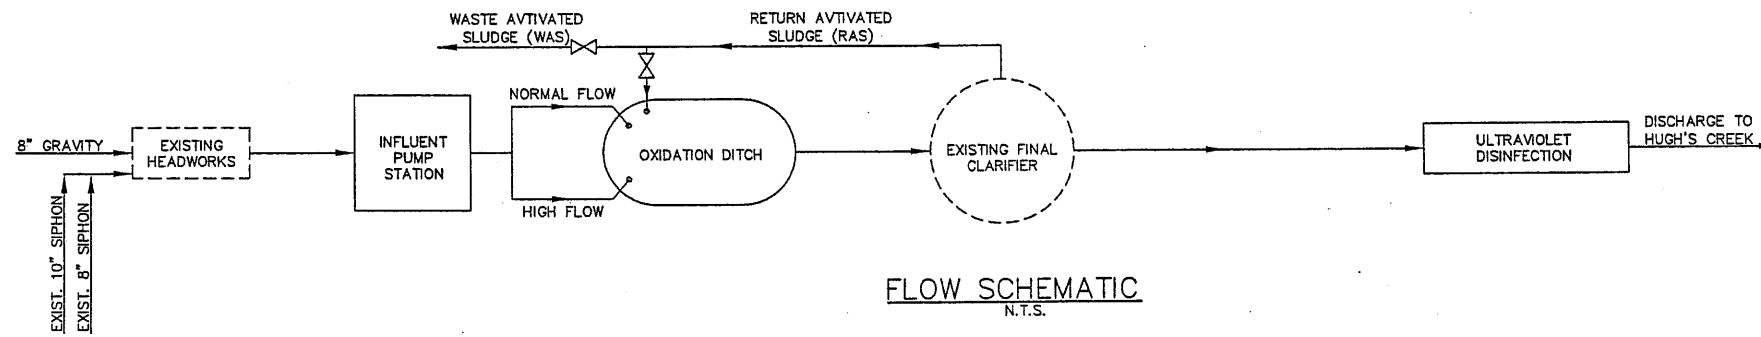 WASTE AVTIVATED
SLUDGE (WAS)
RETURN AVTIVATED
SLUDGE (RAS)
NORMAL FLOW
8" GRAVITY
EXISTING
HEADWORKS
INFLUENT
PUMP
STATION
OXIDATION DITCH
HIGH FLOW
EXISTING FINAL
CLARIFIER
ULTRAVIOLET
DISINFECTION
DISCHARGE TO
HUGH'S CREEK
EXIST. 10" SIPHON
EXIST. 8" SIPHON
FLOW SCHEMATIC
N.T.S.